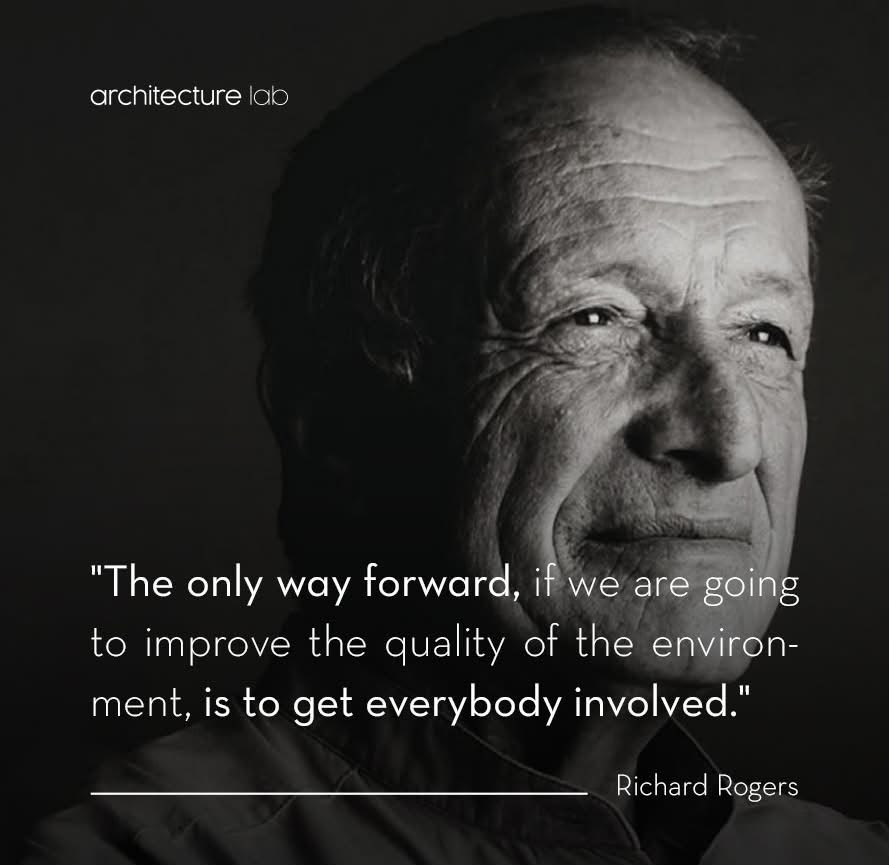 architecture lab
"The only way forward, if we are going
to improve the quality of the environ-
ment, is to get everybody involved."
Richard Rogers